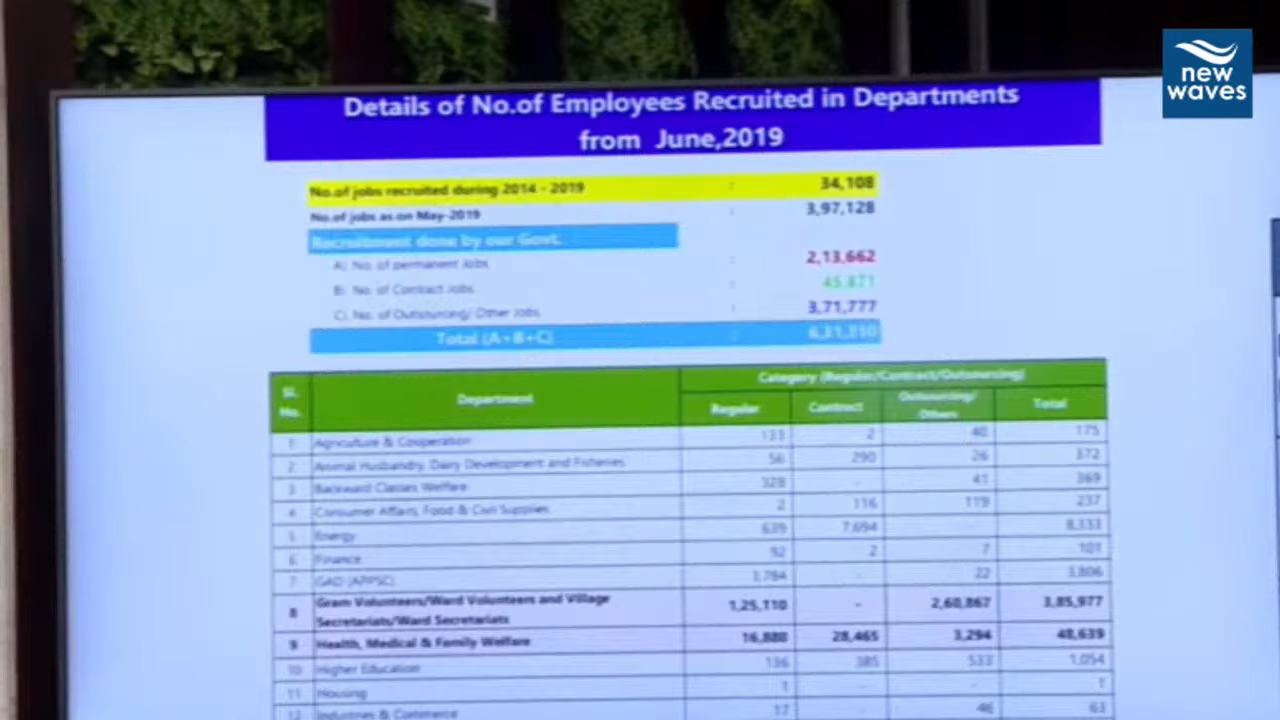 new
waves
Details of No.of Employees Recruited in Departments
from June,2019
No.of jobs recruited during 2014 - 2019 : 34,108
No.of jobs as on May-2019 : 3,97,128
Recruitment done by our Govt.
A) No. of permanent Jobs : 2,13,662
B) No. of Contract Jobs : 45,871
C) No. of Outsourcing/ Other Jobs : 3,71,777
Total (A+B+C) : 6,31,310
Sl. No. Department Category (Regular/Contract/Outsourcing)
Regular Contract Outsourcing/ Others Total
1 Agriculture & Cooperation 133 2 40 175
2 Animal Husbandry, Dairy Development and Fisheries 56 290 26 372
3 Backward Classes Welfare 328 - 41 369
4 Consumer Affairs, Food & Civil Supplies 2 116 119 237
5 Energy 639 7,694 8,333
6 Finance 92 2 7 101
7 GAD (APPSC) 3,784 - 22 3,806
8 Gram Volunteers/Ward Volunteers and Village
Secretariats/Ward Secretariats 1,25,110 - 2,60,867 3,85,977
9 Health, Medical & Family Welfare 16,880 28,465 3,294 48,639
10 Higher Education 136 385 533 1,054
11 Housing 1 - - 1
12 Industries & Commerce 17 46 63